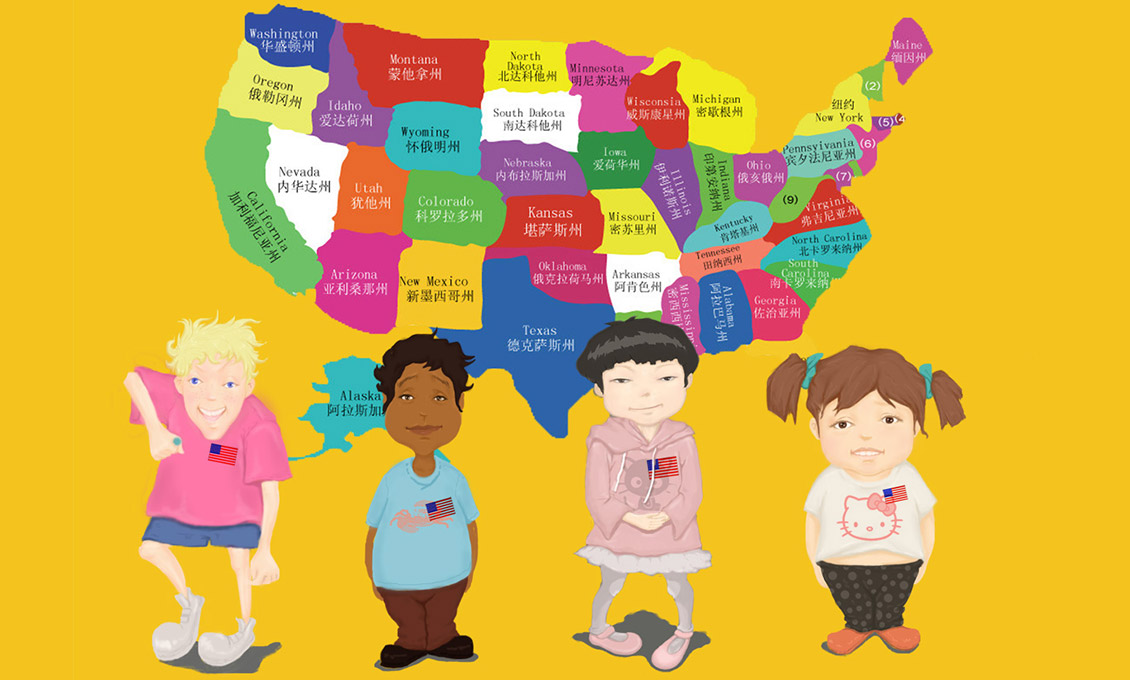 Washington
华盛顿州
Oregon
俄勒冈州
Idaho
爱达荷州
Montana
蒙他拿州
North
Dakota
北达科他州
Minnesota
明尼苏达州
South Dakota
南达科他州
Wyoming
怀俄明州
Wisconsia
威斯康星州
Michigan
密歇根州
Maine
缅因州
(2)
纽约
New York
(5)
(4
(6)
Pennsyivania
宾夕法尼亚州
(7)
Nevada
内华达州
Utah
犹他州
Colorado
科罗拉多州
Nebraska
内布拉斯加州
Iowa
爱荷华州
Illinois
伊利诺斯州
Indiana
印第安纳州
Ohio
俄亥俄州
(9)
Virginia
弗吉尼亚州
California
加利福尼亚州
Kansas
堪萨斯州
Missouri
密苏里州
Kentucky
肯塔基州
North Carolina
北卡罗来纳州
Tennessee
田纳西州
South
Carolina
南卡罗来纳州
Arizona
亚利桑那州
New Mexico
新墨西哥州
Oklahoma
俄克拉荷马州
Arkansas
阿肯色州
Mississipp
密西西
Alabama
阿拉巴马州
Georgia
佐治亚州
Texas
德克萨斯州
Alaska
阿拉斯加